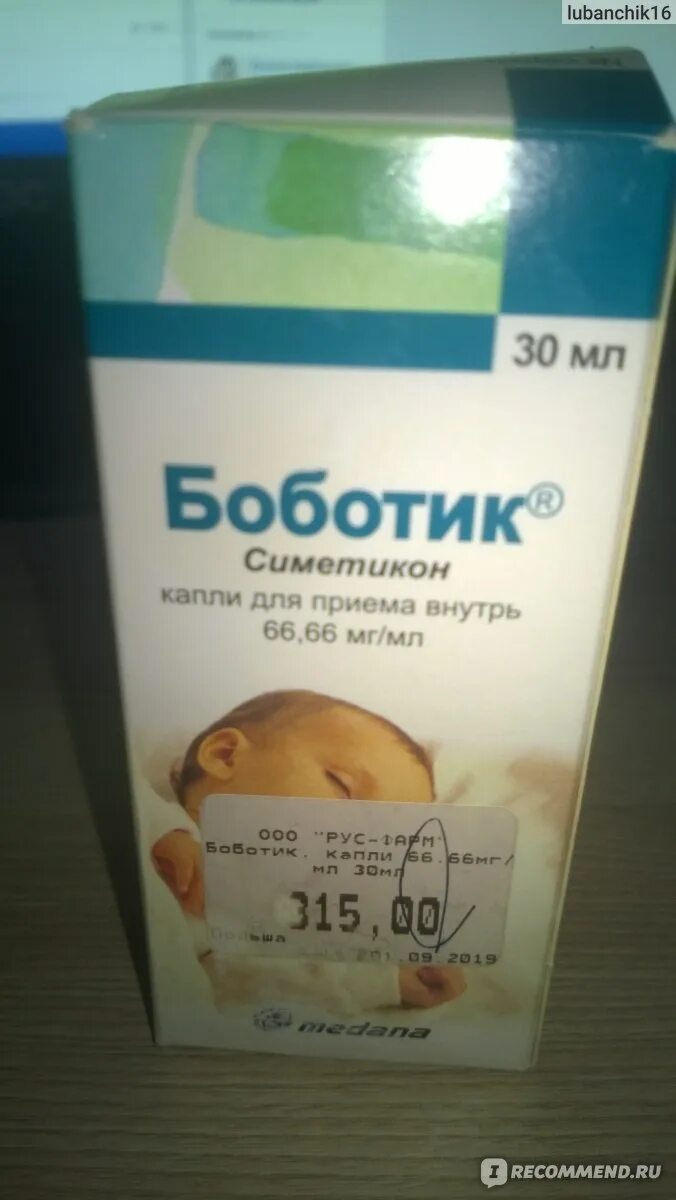 lubanchik16
30 мл
Боботик®
Симетикон
капли для приема внутрь
66,66 мг/мл
ООО "РУС-ФАРМ"
Боботик. капли 66.66мг/
мл 30мл
315,00
Польша
01.09.2019
medana
IRECOMMEND.RU